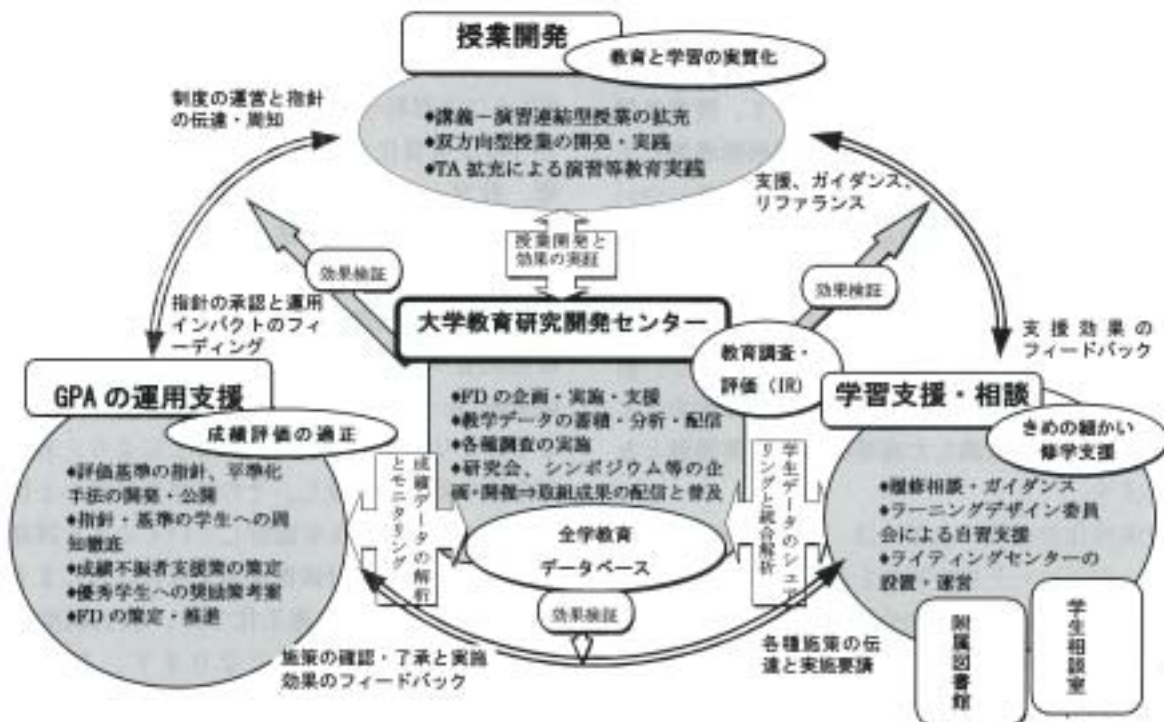 授業開発
教育と学習の実質化
制度の運営と指針
の伝達・周知
◆講義－演習連結型授業の拡充
◆双方向型授業の開発・実践
◆TA 拡充による演習等教育実践
支援、ガイダンス、
リファランス
授業開発と
効果の実証
効果検証
効果検証
指針の承認と運用
インパクトのフィ
ーディング
大学教育研究開発センター
教育調査・
評価（IR）
支援効果の
フィードバック
GPA の運用支援
成績評価の適正
◆FD の企画・実施・支援
◆教学データの蓄積・分析・配信
◆各種調査の実施
◆研究会、シンポジウム等の企
画・開催⇒取組成果の配信と普及
学習支援・相談
きめの細かい
修学支援
◆評価基準の指針、平準化
手法の開発・公開
◆指針・基準の学生への周
知徹底
◆成績不振者支援策の策定
◆優秀学生への奨励策考案
◆FD の策定・推進
成績データの解析
とモニタリング
全学教育
データベース
学生データのシェア
リングと統合解析
◆履修相談・ガイダンス
◆ラーニングデザイン委員
会による自習支援
◆ライティングセンターの
設置・運営
効果検証
施策の確認・了承と実施
効果のフィードバック
各種施策の伝
達と実施要請
附属図書館
学生相談室